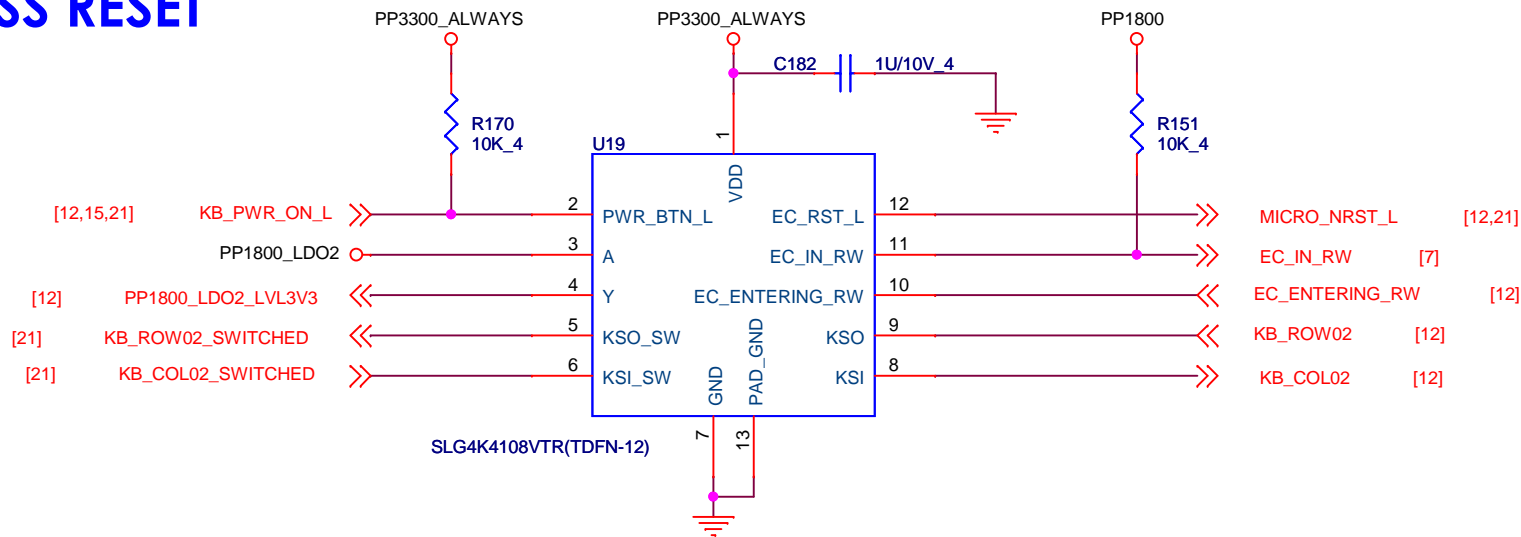 SS RESET
PP3300_ALWAYS
PP3300_ALWAYS
PP1800
C182
1U/10V_4
R170
10K_4
R151
10K_4
U19
1
VDD
[12,15,21] KB_PWR_ON_L
2
PWR_BTN_L
EC_RST_L
12
MICRO_NRST_L [12,21]
PP1800_LDO2
3
A
EC_IN_RW
11
EC_IN_RW [7]
[12] PP1800_LDO2_LVL3V3
4
Y
EC_ENTERING_RW
10
EC_ENTERING_RW [12]
[21] KB_ROW02_SWITCHED
5
KSO_SW
KSO
9
KB_ROW02 [12]
[21] KB_COL02_SWITCHED
6
KSI_SW
KSI
8
KB_COL02 [12]
GND
PAD_GND
7
13
SLG4K4108VTR(TDFN-12)